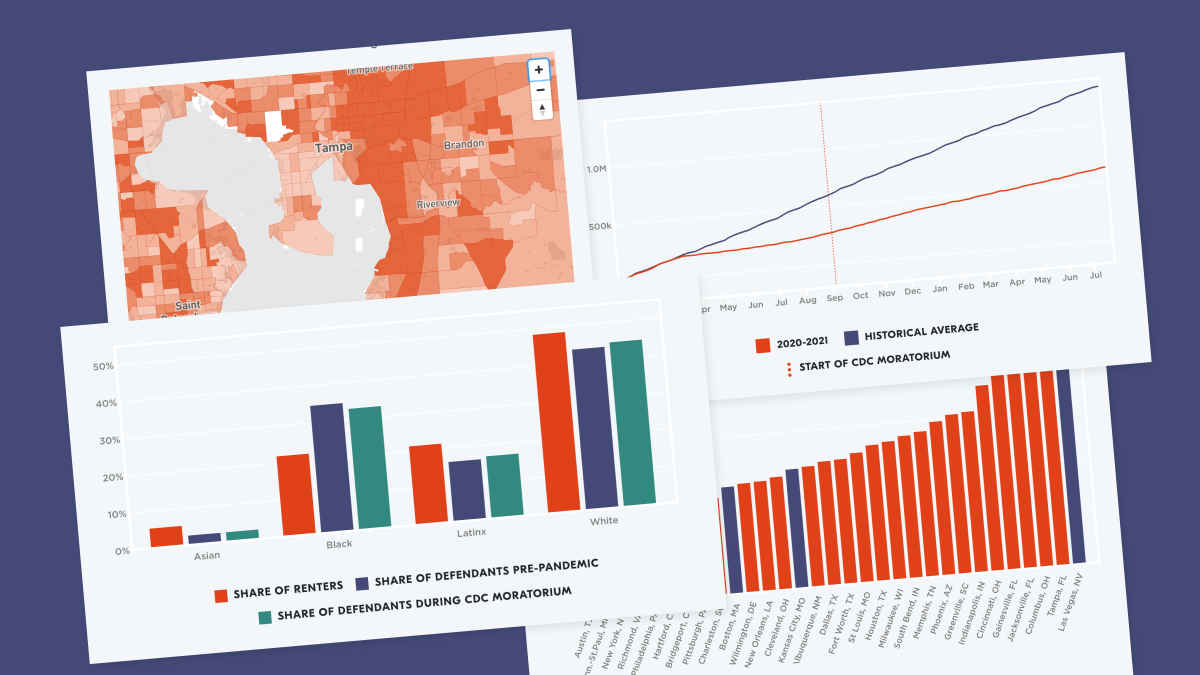 Temple Terrace
+
−
Tampa
Brandon
Riverview
Saint
1.0M
500k
May Jun Jul Aug Sep Oct Nov Dec Jan Feb Mar Apr May Jun Jul
2020-2021 HISTORICAL AVERAGE
START OF CDC MORATORIUM
50%
40%
30%
20%
10%
0%
Asian Black Latinx White
SHARE OF RENTERS SHARE OF DEFENDANTS PRE-PANDEMIC
SHARE OF DEFENDANTS DURING CDC MORATORIUM
Austin, T
nn.-St.Paul, M
New York, N
Richmond, V
Philadelphia, P
Hartford, C
Bridgeport, C
Pittsburgh, P
Charleston, S
Boston, MA
Wilmington, DE
New Orleans, LA
Cleveland, OH
Kansas City, MO
lbuquerque, NM
Dallas, TX
Fort Worth, TX
St Louis, MO
Houston, TX
Milwaukee, WI
South Bend, IN
Memphis, TN
Phoenix, AZ
Greenville, SC
Indianapolis, IN
Cincinnati, OH
Gainesville, FL
Jacksonville, FL
Columbus, OH
Tampa, FL
Las Vegas, NV